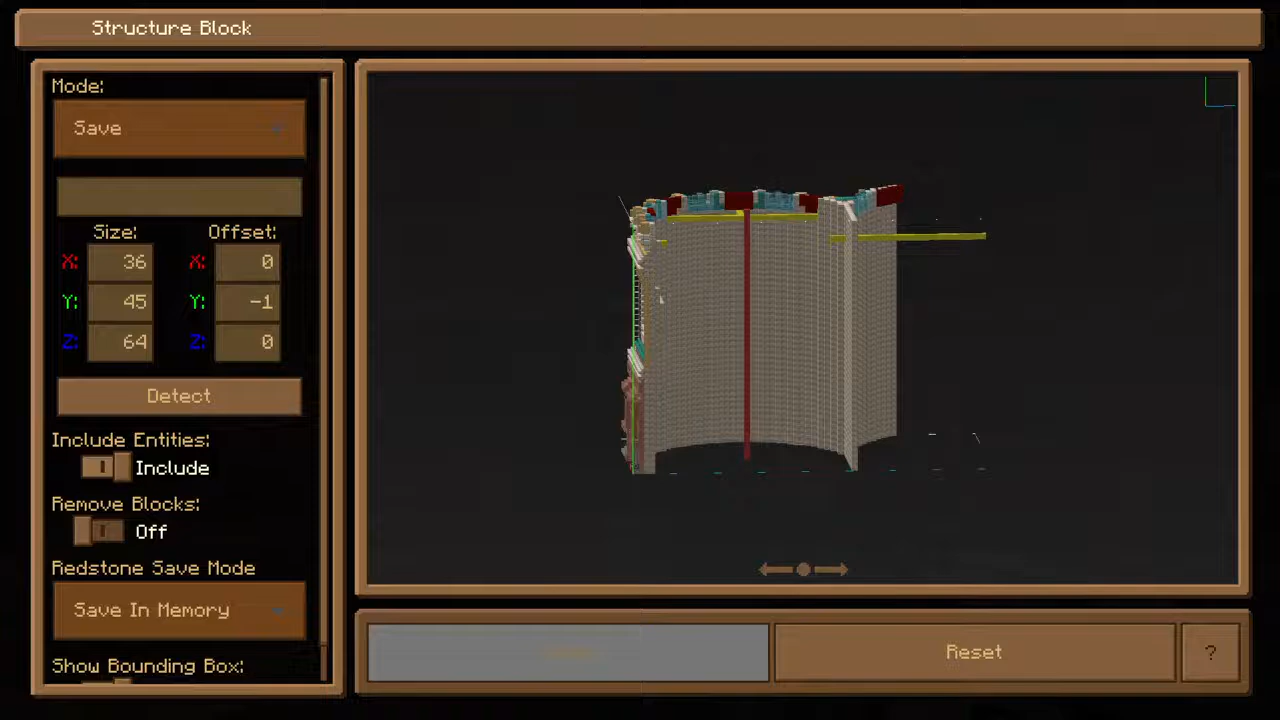 Structure Block
Mode:
Save
Size: Offset:
X: 36 X: 0
Y: 45 Y: -1
Z: 64 Z: 0
Detect
Include Entities:
Include
Remove Blocks:
Off
Redstone Save Mode
Save In Memory
Show Bounding Box:
Reset
?